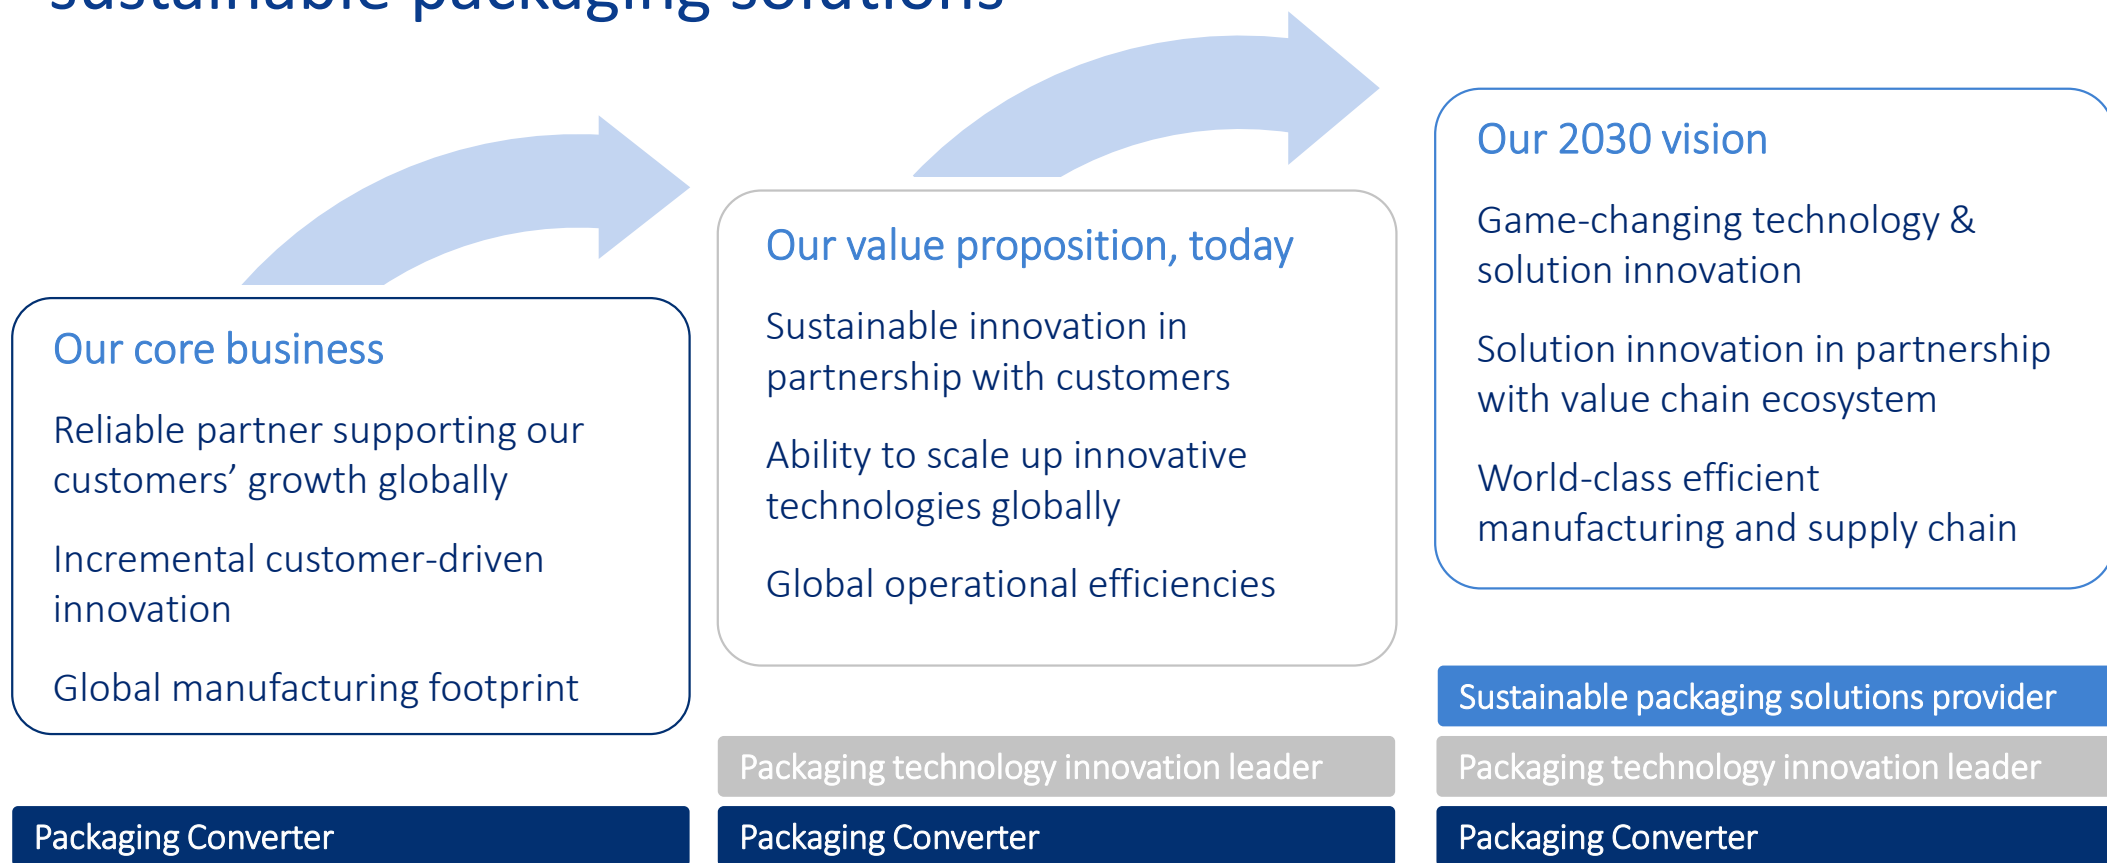 sustainable packaging solutions
Our core business
Reliable partner supporting our
customers’ growth globally
Incremental customer-driven
innovation
Global manufacturing footprint
Packaging Converter
Our value proposition, today
Sustainable innovation in
partnership with customers
Ability to scale up innovative
technologies globally
Global operational efficiencies
Packaging technology innovation leader
Packaging Converter
Our 2030 vision
Game-changing technology &
solution innovation
Solution innovation in partnership
with value chain ecosystem
World-class efficient
manufacturing and supply chain
Sustainable packaging solutions provider
Packaging technology innovation leader
Packaging Converter